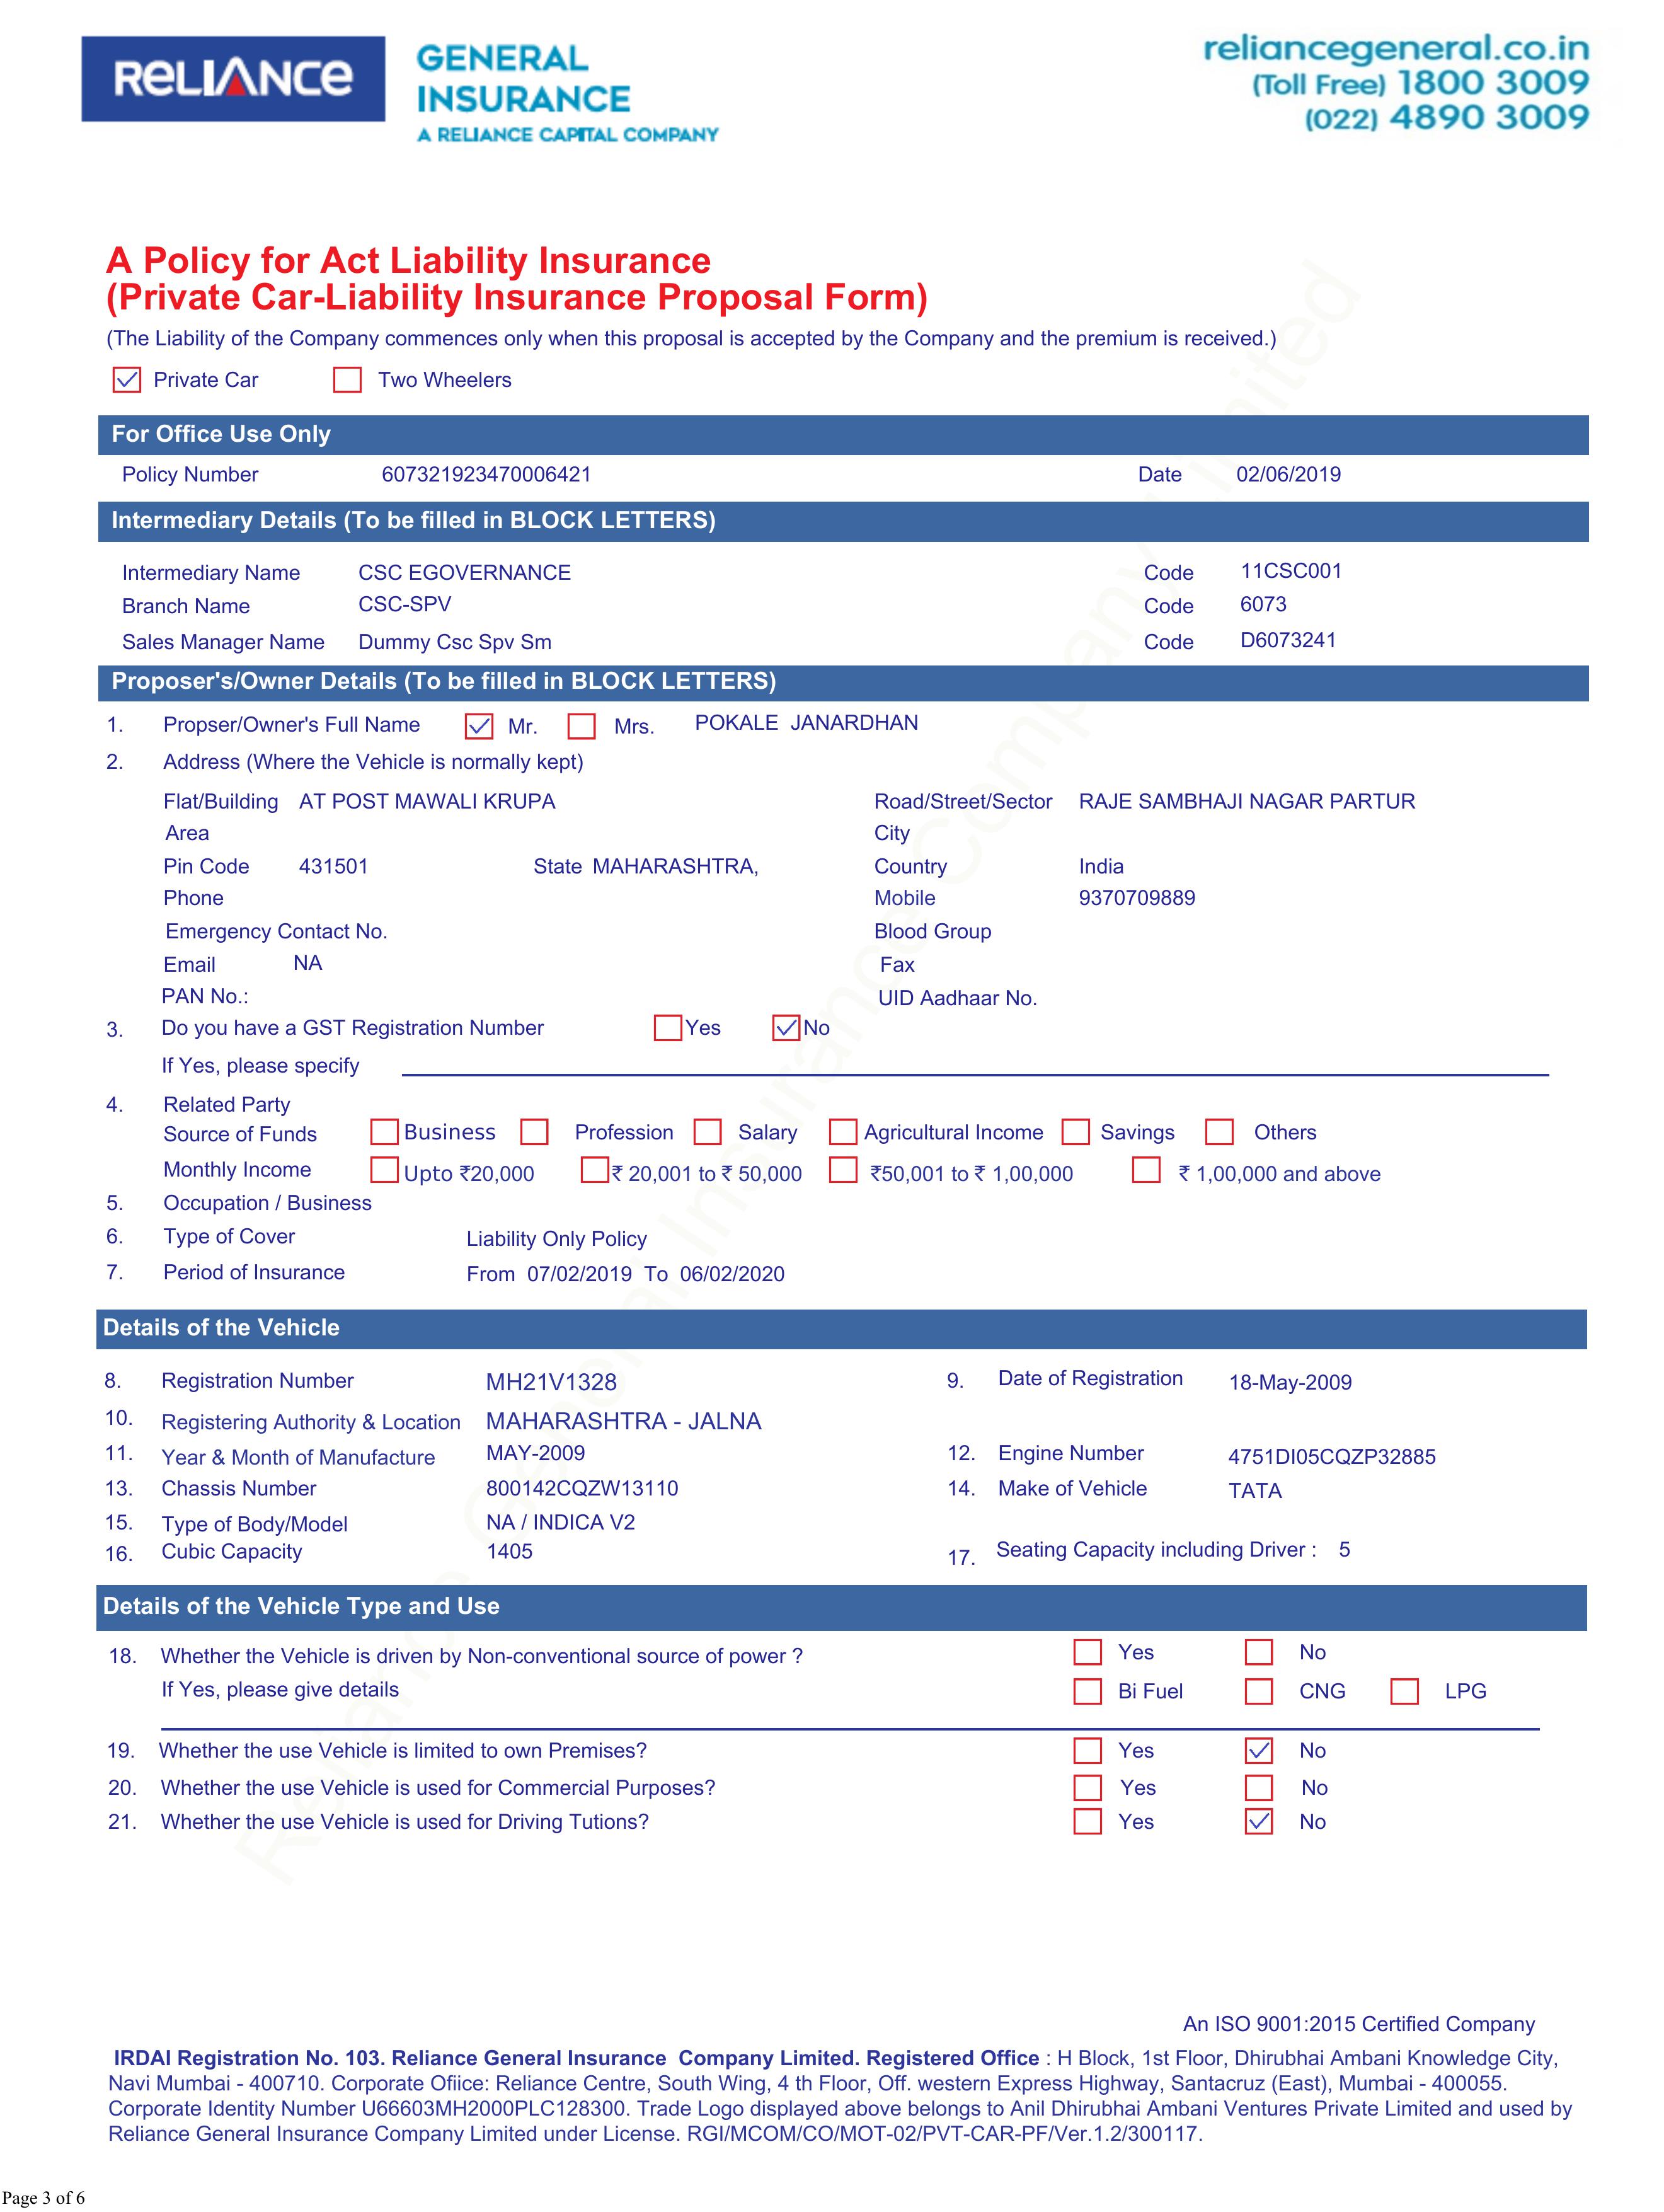 RELIANCE
GENERAL
INSURANCE
A RELIANCE CAPITAL COMPANY
reliancegeneral.co.in
(Toll Free) 1800 3009
(022) 4890 3009
A Policy for Act Liability Insurance
(Private Car-Liability Insurance Proposal Form)
(The Liability of the Company commences only when this proposal is accepted by the Company and the premium is received.)
Private Car Two Wheelers
For Office Use Only
Policy Number 607321923470006421 Date 02/06/2019
Intermediary Details (To be filled in BLOCK LETTERS)
Intermediary Name CSC EGOVERNANCE Code 11CSC001
Branch Name CSC-SPV Code 6073
Sales Manager Name Dummy Csc Spv Sm Code D6073241
Proposer's/Owner Details (To be filled in BLOCK LETTERS)
1. Propser/Owner's Full Name Mr. Mrs. POKALE JANARDHAN
2. Address (Where the Vehicle is normally kept)
Flat/Building AT POST MAWALI KRUPA Road/Street/Sector RAJE SAMBHAJI NAGAR PARTUR
Area City
Pin Code 431501 State MAHARASHTRA, Country India
Phone Mobile 9370709889
Emergency Contact No. Blood Group
Email NA Fax
PAN No.: UID Aadhaar No.
3. Do you have a GST Registration Number Yes No
If Yes, please specify
4. Related Party
Source of Funds Business Profession Salary Agricultural Income Savings Others
Monthly Income Upto ₹20,000 ₹ 20,001 to ₹ 50,000 ₹50,001 to ₹ 1,00,000 ₹ 1,00,000 and above
5. Occupation / Business
6. Type of Cover Liability Only Policy
7. Period of Insurance From 07/02/2019 To 06/02/2020
Details of the Vehicle
8. Registration Number MH21V1328 9. Date of Registration 18-May-2009
10. Registering Authority & Location MAHARASHTRA - JALNA
11. Year & Month of Manufacture MAY-2009 12. Engine Number 4751DI05CQZP32885
13. Chassis Number 800142CQZW13110 14. Make of Vehicle TATA
15. Type of Body/Model NA / INDICA V2
16. Cubic Capacity 1405 17. Seating Capacity including Driver : 5
Details of the Vehicle Type and Use
18. Whether the Vehicle is driven by Non-conventional source of power ? Yes No
If Yes, please give details Bi Fuel CNG LPG
19. Whether the use Vehicle is limited to own Premises? Yes No
20. Whether the use Vehicle is used for Commercial Purposes? Yes No
21. Whether the use Vehicle is used for Driving Tutions? Yes No
Reliance General Insurance Company Limited
An ISO 9001:2015 Certified Company
IRDAI Registration No. 103. Reliance General Insurance Company Limited. Registered Office : H Block, 1st Floor, Dhirubhai Ambani Knowledge City,
Navi Mumbai - 400710. Corporate Ofiice: Reliance Centre, South Wing, 4 th Floor, Off. western Express Highway, Santacruz (East), Mumbai - 400055.
Corporate Identity Number U66603MH2000PLC128300. Trade Logo displayed above belongs to Anil Dhirubhai Ambani Ventures Private Limited and used by
Reliance General Insurance Company Limited under License. RGI/MCOM/CO/MOT-02/PVT-CAR-PF/Ver.1.2/300117.
Page 3 of 6